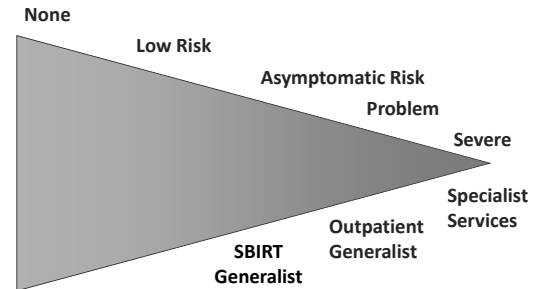 None
Low Risk
Asymptomatic Risk
Problem
Severe
Specialist
Services
Outpatient
Generalist
SBIRT
Generalist